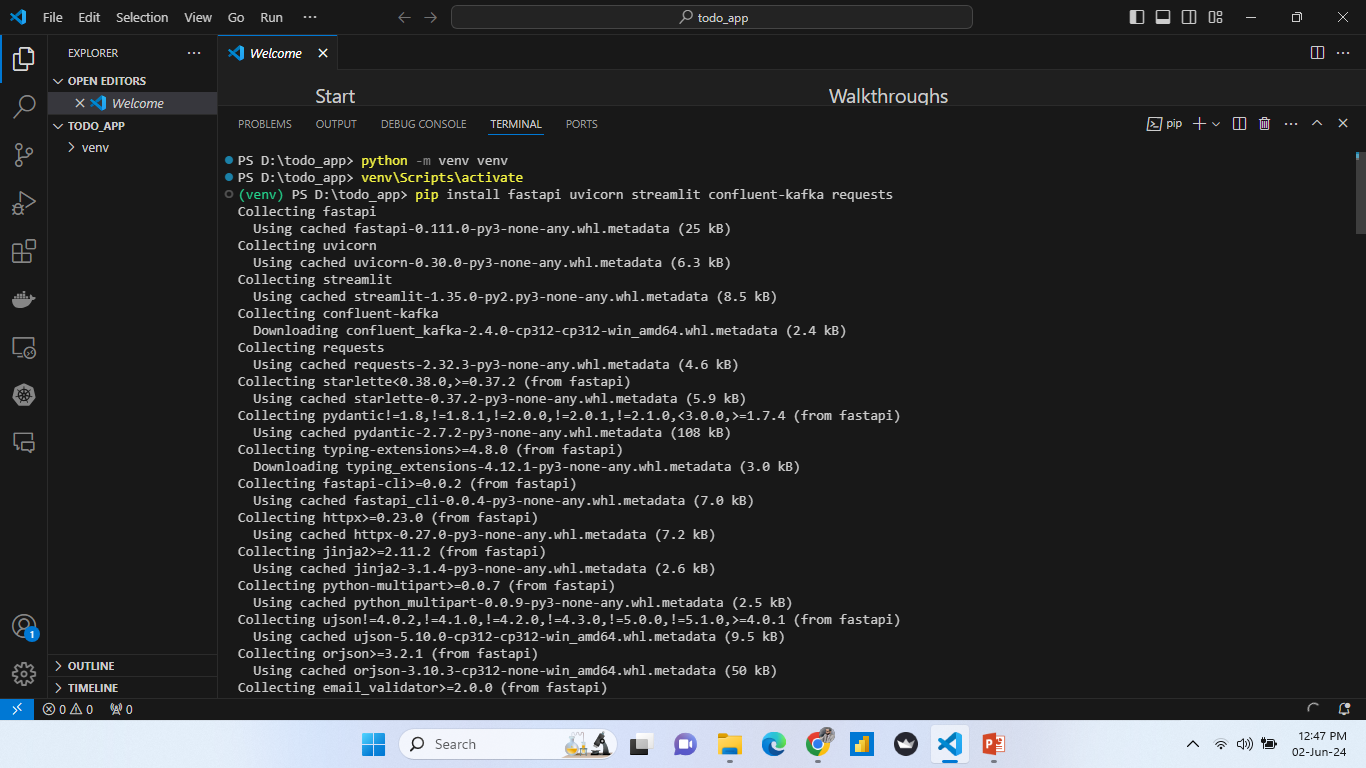 File Edit Selection View Go Run ···
todo_app
EXPLORER
OPEN EDITORS
Welcome
TODO_APP
venv
OUTLINE
TIMELINE
Welcome
Start
Walkthroughs
PROBLEMS OUTPUT DEBUG CONSOLE TERMINAL PORTS
pip
PS D:\todo_app> python -m venv venv
PS D:\todo_app> venv\Scripts\activate
(venv) PS D:\todo_app> pip install fastapi uvicorn streamlit confluent-kafka requests
Collecting fastapi
Using cached fastapi-0.111.0-py3-none-any.whl.metadata (25 kB)
Collecting uvicorn
Using cached uvicorn-0.30.0-py3-none-any.whl.metadata (6.3 kB)
Collecting streamlit
Using cached streamlit-1.35.0-py2.py3-none-any.whl.metadata (8.5 kB)
Collecting confluent-kafka
Downloading confluent_kafka-2.4.0-cp312-cp312-win_amd64.whl.metadata (2.4 kB)
Collecting requests
Using cached requests-2.32.3-py3-none-any.whl.metadata (4.6 kB)
Collecting starlette<0.38.0,>=0.37.2 (from fastapi)
Using cached starlette-0.37.2-py3-none-any.whl.metadata (5.9 kB)
Collecting pydantic!=1.8,!=1.8.1,!=2.0.0,!=2.0.1,!=2.1.0,<3.0.0,>=1.7.4 (from fastapi)
Using cached pydantic-2.7.2-py3-none-any.whl.metadata (108 kB)
Collecting typing-extensions>=4.8.0 (from fastapi)
Downloading typing_extensions-4.12.1-py3-none-any.whl.metadata (3.0 kB)
Collecting fastapi-cli>=0.0.2 (from fastapi)
Using cached fastapi_cli-0.0.4-py3-none-any.whl.metadata (7.0 kB)
Collecting httpx>=0.23.0 (from fastapi)
Using cached httpx-0.27.0-py3-none-any.whl.metadata (7.2 kB)
Collecting jinja2>=2.11.2 (from fastapi)
Using cached jinja2-3.1.4-py3-none-any.whl.metadata (2.6 kB)
Collecting python-multipart>=0.0.7 (from fastapi)
Using cached python_multipart-0.0.9-py3-none-any.whl.metadata (2.5 kB)
Collecting ujson!=4.0.2,!=4.1.0,!=4.2.0,!=4.3.0,!=5.0.0,!=5.1.0,>=4.0.1 (from fastapi)
Using cached ujson-5.10.0-cp312-cp312-win_amd64.whl.metadata (9.5 kB)
Collecting orjson>=3.2.1 (from fastapi)
Using cached orjson-3.10.3-cp312-none-win_amd64.whl.metadata (50 kB)
Collecting email_validator>=2.0.0 (from fastapi)
1
0 0 0
Search
12:47 PM
02-Jun-24